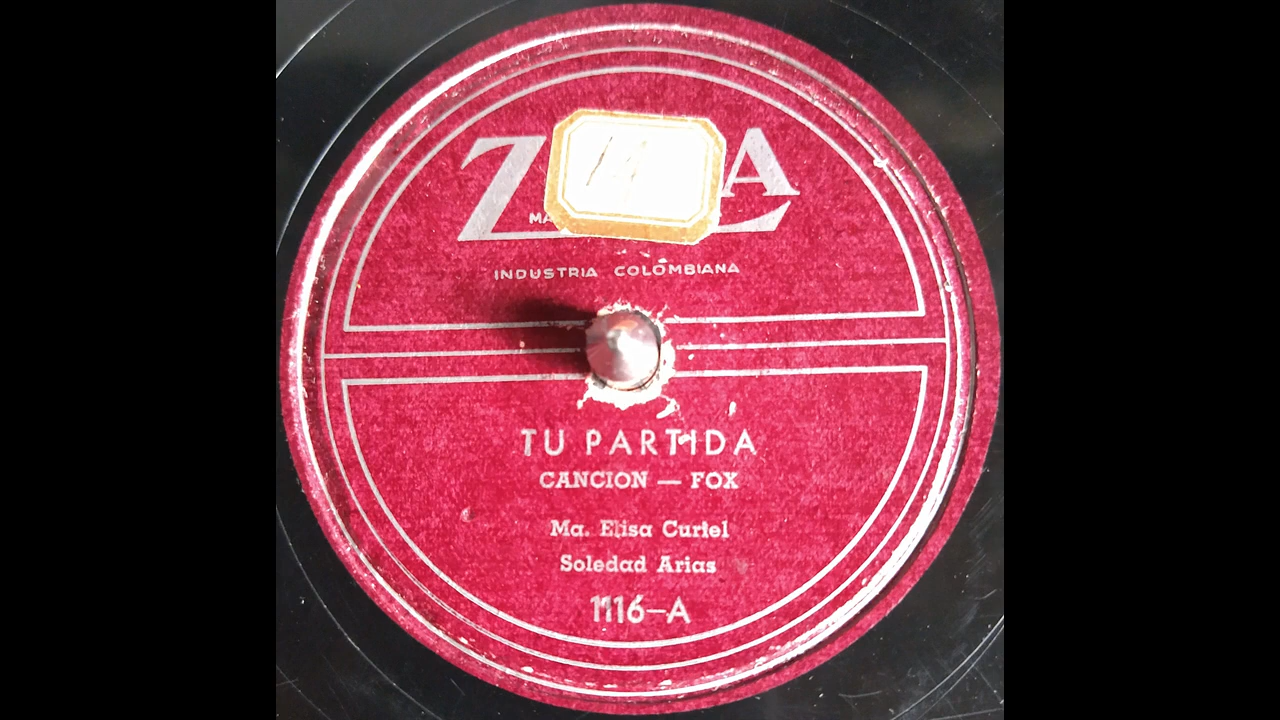 INDUSTRIA COLOMBIANA
TU PARTIDA
CANCION — FOX
Ma. Elisa Curiel
Soledad Arias
1116-A